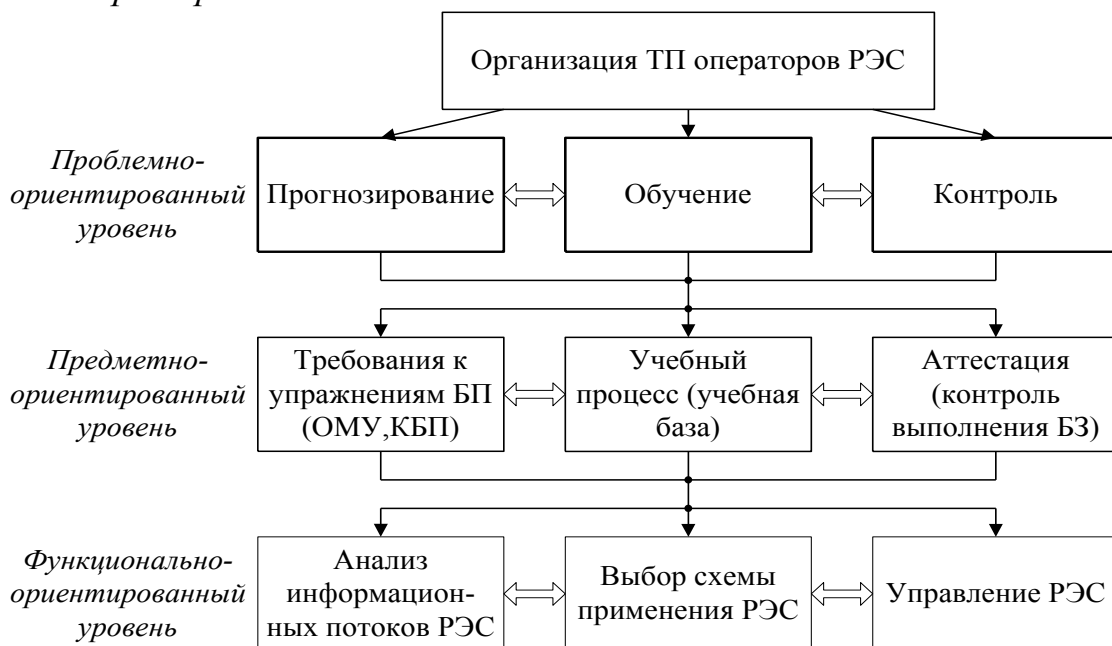 Организация ТП операторов РЭС
Проблемно-
ориентированный
уровень
Прогнозирование
Обучение
Контроль
Предметно-
ориентированный
уровень
Требования к
упражнениям БП
(ОМУ,КБП)
Учебный
процесс (учебная
база)
Аттестация
(контроль
выполнения БЗ)
Функционально-
ориентированный
уровень
Анализ
информацион-
ных потоков РЭС
Выбор схемы
применения РЭС
Управление РЭС